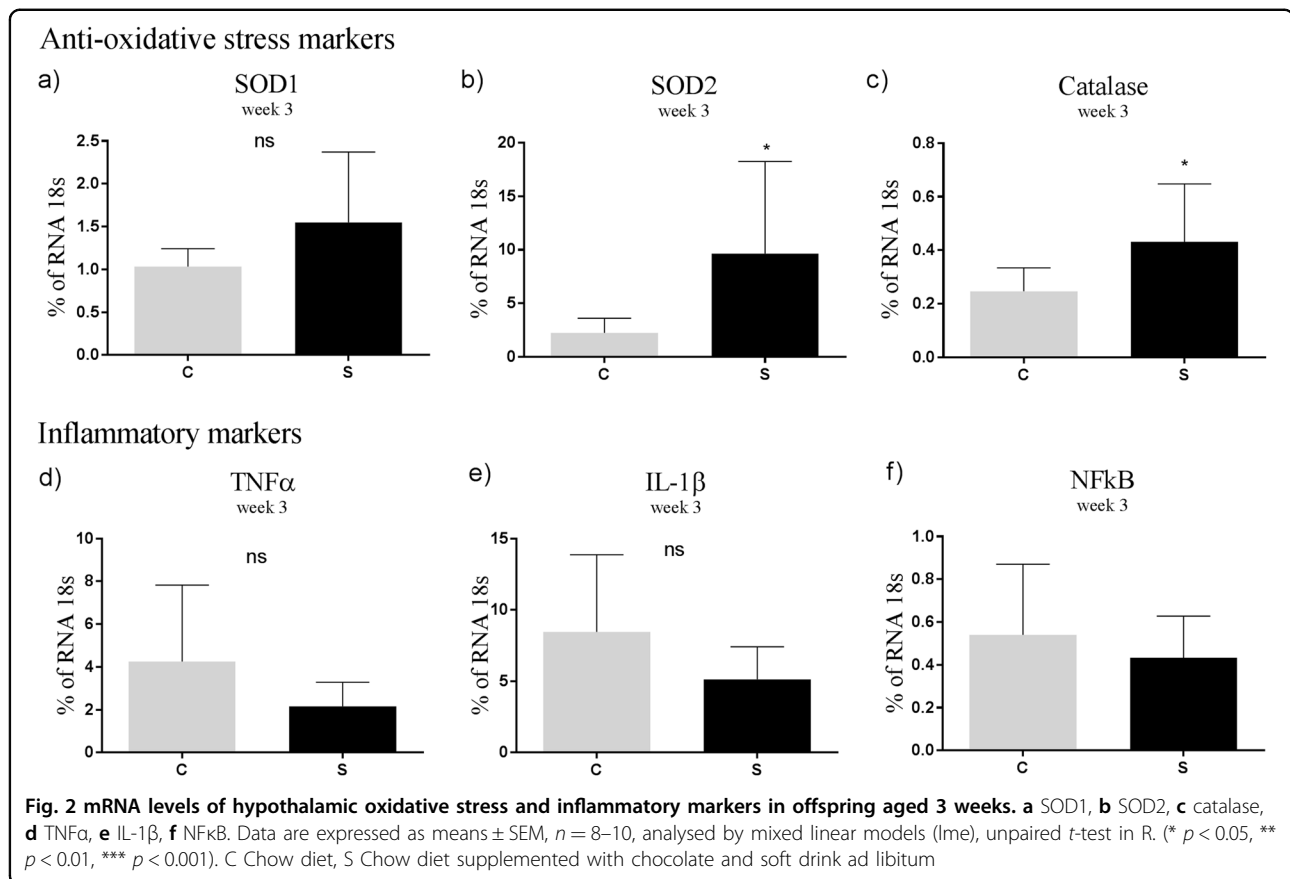 Anti-oxidative stress markers
a)
SOD1
week 3
ns
% of RNA 18s
2.5
2.0
1.5
1.0
0.5
0.0
C
S
b)
SOD2
week 3
*
% of RNA 18s
20
15
10
5
0
C
S
c)
Catalase
week 3
*
% of RNA 18s
0.8
0.6
0.4
0.2
0.0
C
S
Inflammatory markers
d)
TNFα
week 3
ns
% of RNA 18s
10
8
6
4
2
0
C
S
e)
IL-1β
week 3
ns
% of RNA 18s
15
10
5
0
C
S
f)
NFkB
week 3
% of RNA 18s
1.0
0.8
0.6
0.4
0.2
0.0
C
S
Fig. 2 mRNA levels of hypothalamic oxidative stress and inflammatory markers in offspring aged 3 weeks. a SOD1, b SOD2, c catalase,
d TNFα, e IL-1β, f NFκB. Data are expressed as means ± SEM, n = 8–10, analysed by mixed linear models (lme), unpaired t-test in R. (* p < 0.05, **
p < 0.01, *** p < 0.001). C Chow diet, S Chow diet supplemented with chocolate and soft drink ad libitum